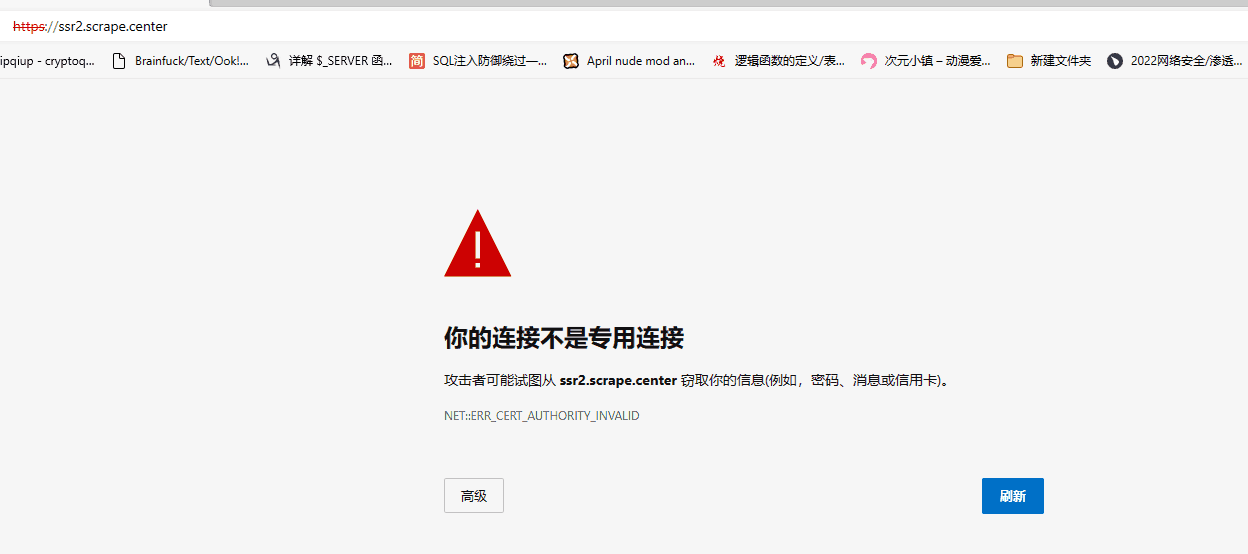 https://ssr2.scrape.center
ipqiup - cryptoq... Brainfuck/Text/Ook!... 详解 $_SERVER 函... 简 SQL注入防御绕过—... April nude mod an... 烧 逻辑函数的定义/表... 次元小镇 – 动漫爱... 新建文件夹 2022网络安全/渗透...
!
你的连接不是专用连接
攻击者可能试图从 ssr2.scrape.center 窃取你的信息(例如，密码、消息或信用卡)。
NET::ERR_CERT_AUTHORITY_INVALID
高级 刷新